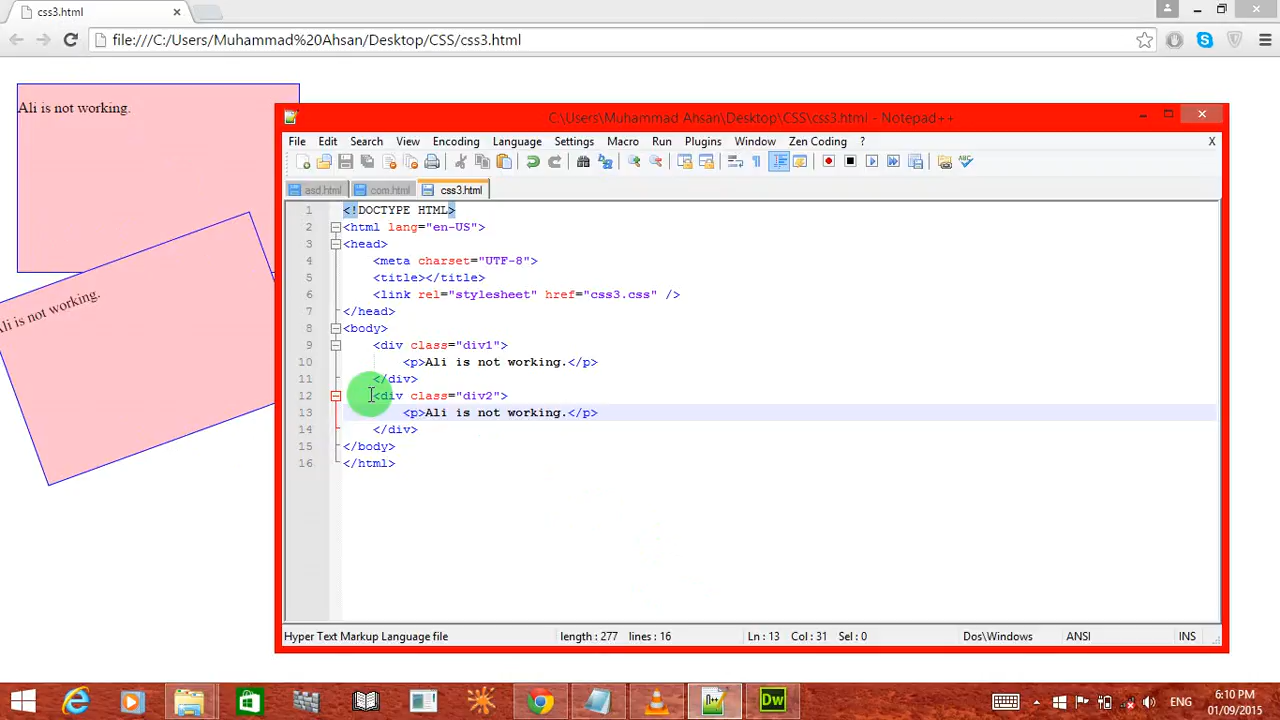 css3.html
file:///C:/Users/Muhammad%20Ahsan/Desktop/CSS/css3.html
Ali is not working.
Ali is not working.
C:\Users\Muhammad Ahsan\Desktop\CSS\css3.html - Notepad++
File Edit Search View Encoding Language Settings Macro Run Plugins Window Zen Coding ? X
asd.html com.html css3.html
1 <!DOCTYPE HTML>
2 <html lang="en-US">
3 <head>
4 <meta charset="UTF-8">
5 <title></title>
6 <link rel="stylesheet" href="css3.css" />
7 </head>
8 <body>
9 <div class="div1">
10 <p>Ali is not working.</p>
11 </div>
12 <div class="div2">
13 <p>Ali is not working.</p>
14 </div>
15 </body>
16 </html>
Hyper Text Markup Language file length : 277 lines : 16 Ln : 13 Col : 31 Sel : 0 Dos\Windows ANSI INS
Dw
ENG
6:10 PM
01/09/2015